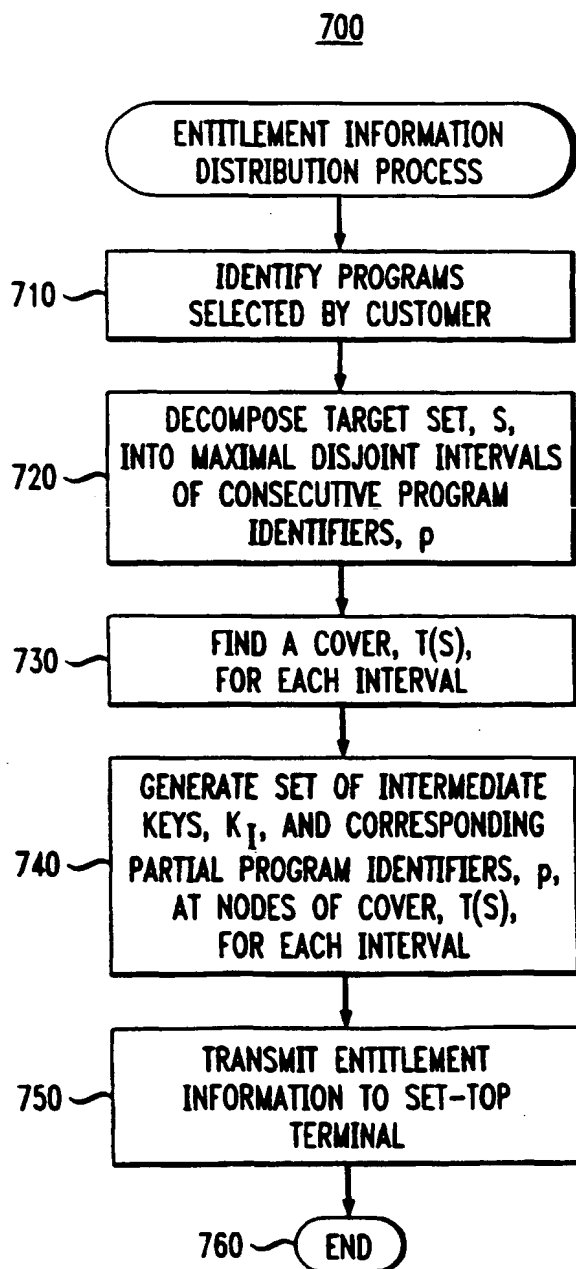 700
ENTITLEMENT INFORMATION
DISTRIBUTION PROCESS
710
IDENTIFY PROGRAMS
SELECTED BY CUSTOMER
720
DECOMPOSE TARGET SET, S,
INTO MAXIMAL DISJOINT INTERVALS
OF CONSECUTIVE PROGRAM
IDENTIFIERS, p
730
FIND A COVER, T(S),
FOR EACH INTERVAL
740
GENERATE SET OF INTERMEDIATE
KEYS, K_I, AND CORRESPONDING
PARTIAL PROGRAM IDENTIFIERS, p,
AT NODES OF COVER, T(S),
FOR EACH INTERVAL
750
TRANSMIT ENTITLEMENT
INFORMATION TO SET-TOP
TERMINAL
760
END